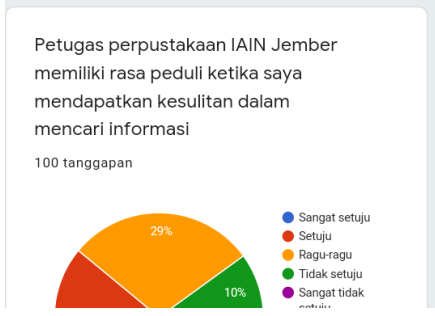 Petugas perpustakaan IAIN Jember
memiliki rasa peduli ketika saya
mendapatkan kesulitan dalam
mencari informasi
100 tanggapan
29%
10%
Sangat setuju
Setuju
Ragu-ragu
Tidak setuju
Sangat tidak
setuju